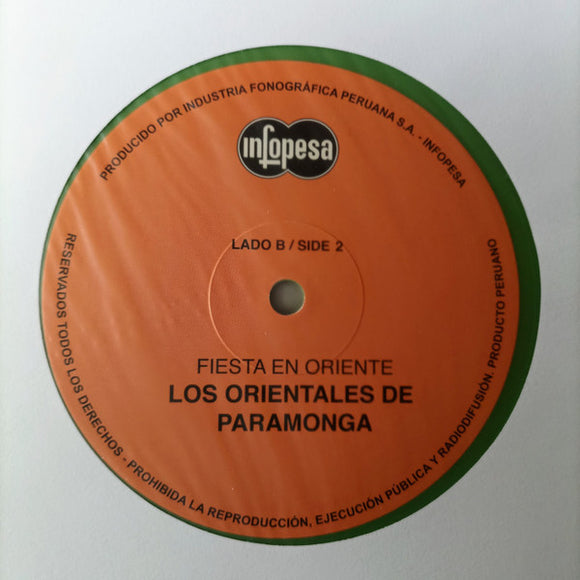 PRODUCIDO POR INDUSTRIA FONOGRÁFICA PERUANA S.A. - INFOPESA
infopesa
LADO B / SIDE 2
FIESTA EN ORIENTE
LOS ORIENTALES DE
PARAMONGA
RESERVADOS TODOS LOS DERECHOS - PROHIBIDA LA REPRODUCCIÓN, EJECUCIÓN PÚBLICA Y RADIODIFUSIÓN. PRODUCTO PERUANO